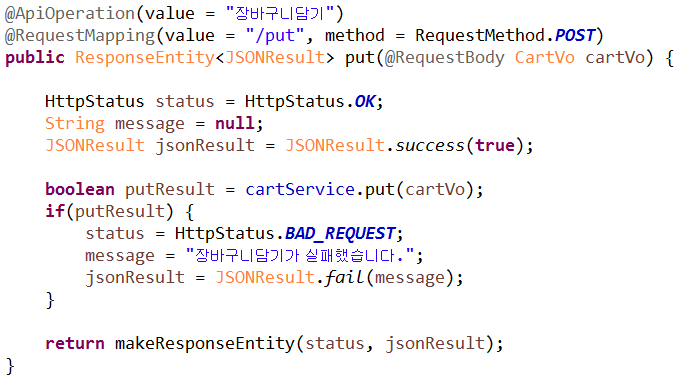 @ApiOperation(value = "장바구니담기")
@RequestMapping(value = "/put", method = RequestMethod.POST)
public ResponseEntity<JSONResult> put(@RequestBody CartVo cartVo) {
HttpStatus status = HttpStatus.OK;
String message = null;
JSONResult jsonResult = JSONResult.success(true);
boolean putResult = cartService.put(cartVo);
if(putResult) {
status = HttpStatus.BAD_REQUEST;
message = "장바구니담기가 실패했습니다.";
jsonResult = JSONResult.fail(message);
}
return makeResponseEntity(status, jsonResult);
}